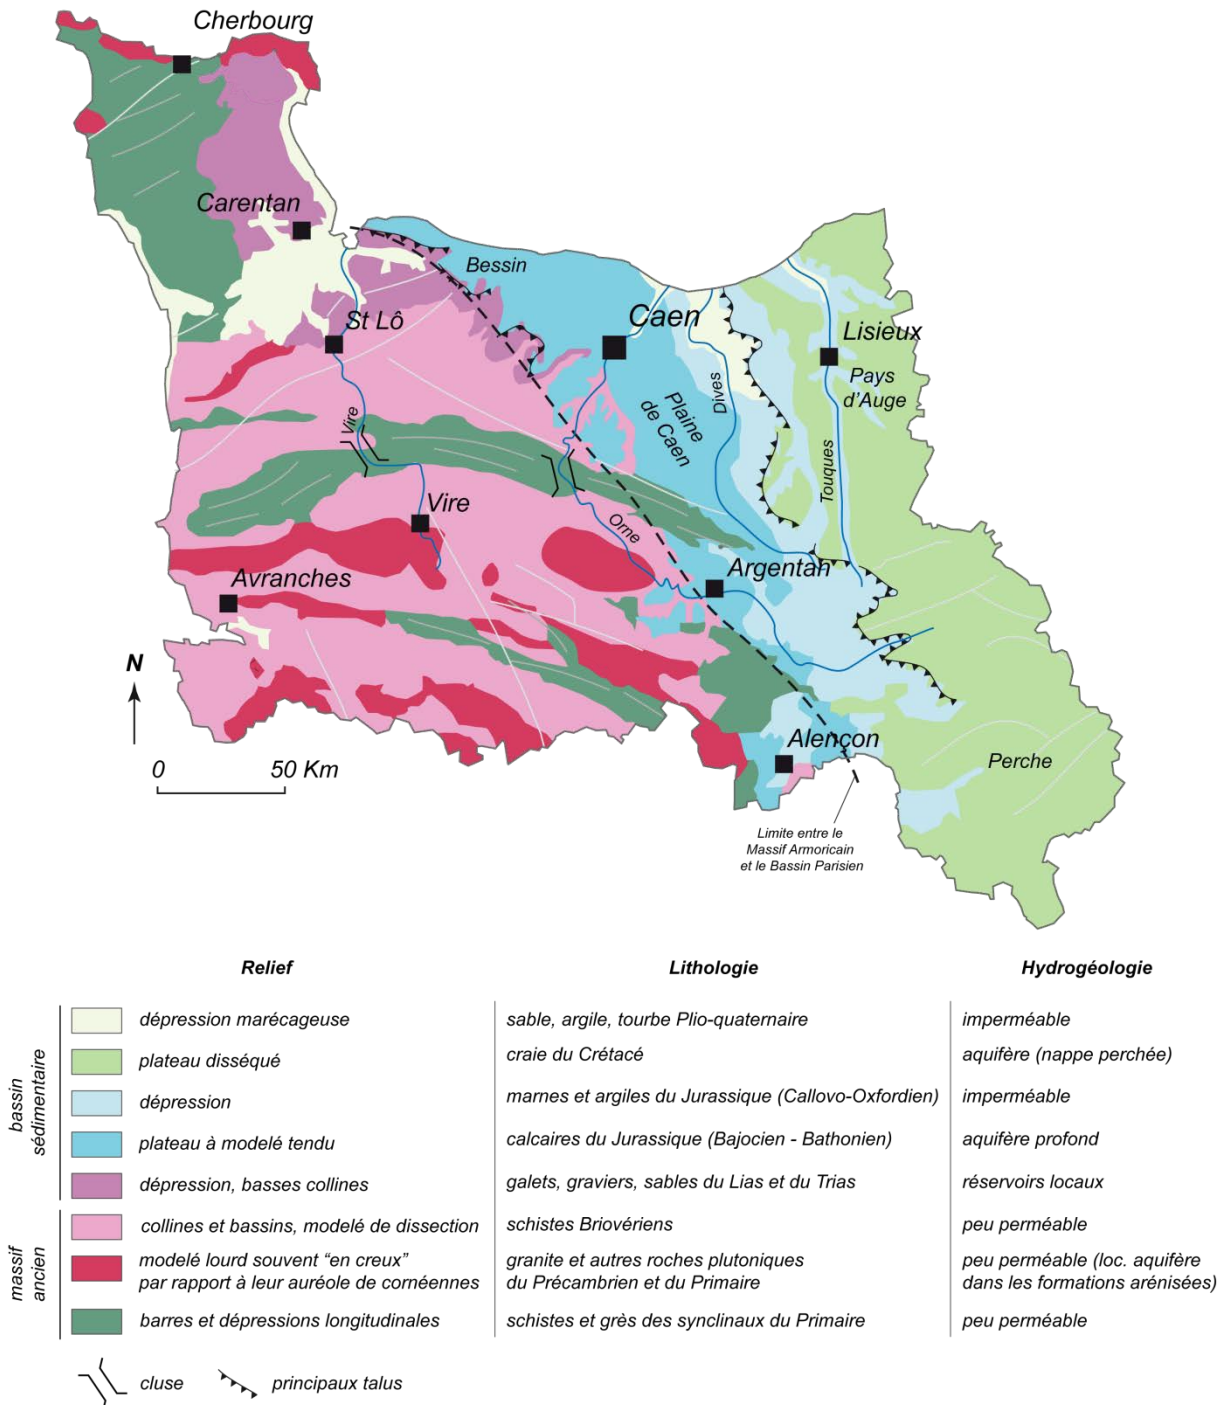 Cherbourg
Carentan
Bessin
St Lô
Caen
Lisieux
Pays
d'Auge
Dives
Plaine
de Caen
Vire
Touques
Vire
Orne
Argentan
Avranches
N
Alençon
0 50 Km
Perche
Limite entre le
Massif Armoricain
et le Bassin Parisien
Relief Lithologie Hydrogéologie
bassin
sédimentaire
dépression marécageuse sable, argile, tourbe Plio-quaternaire imperméable
plateau disséqué craie du Crétacé aquifère (nappe perchée)
dépression marnes et argiles du Jurassique (Callovo-Oxfordien) imperméable
plateau à modelé tendu calcaires du Jurassique (Bajocien - Bathonien) aquifère profond
dépression, basses collines galets, graviers, sables du Lias et du Trias réservoirs locaux
massif
ancien
collines et bassins, modelé de dissection schistes Briovériens peu perméable
modelé lourd souvent “en creux” granite et autres roches plutoniques peu perméable (loc. aquifère
par rapport à leur auréole de cornéennes du Précambrien et du Primaire dans les formations arénisées)
barres et dépressions longitudinales schistes et grès des synclinaux du Primaire peu perméable
cluse principaux talus